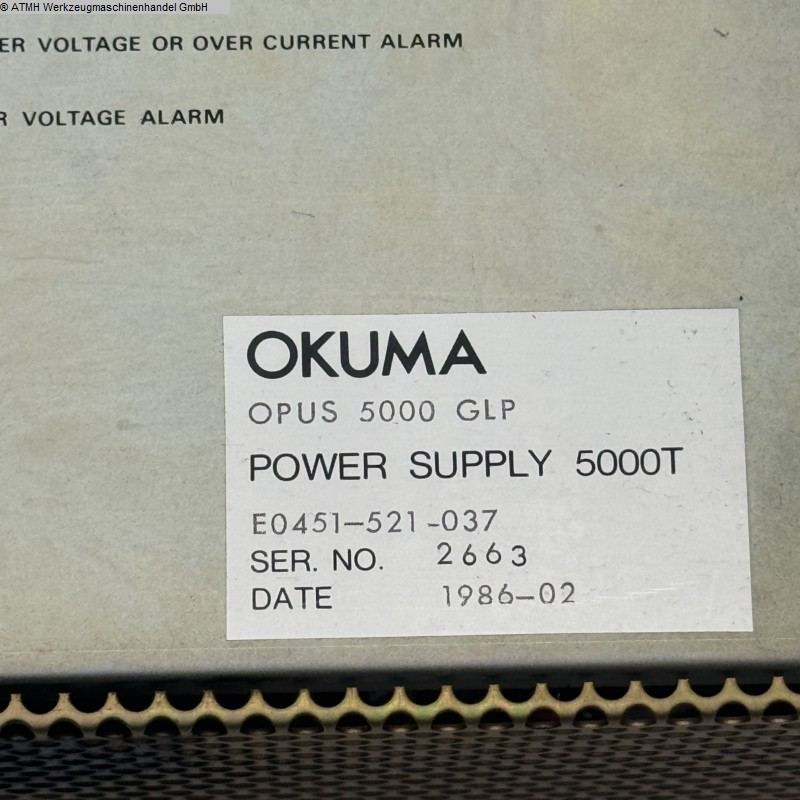 ® ATMH Werkzeugmaschinenhandel GmbH
VOLTAGE OR OVER CURRENT ALARM
VOLTAGE ALARM
OKUMA
OPUS 5000 GLP
POWER SUPPLY 5000T
E0451-521-037
SER. NO. 2663
DATE 1986-02